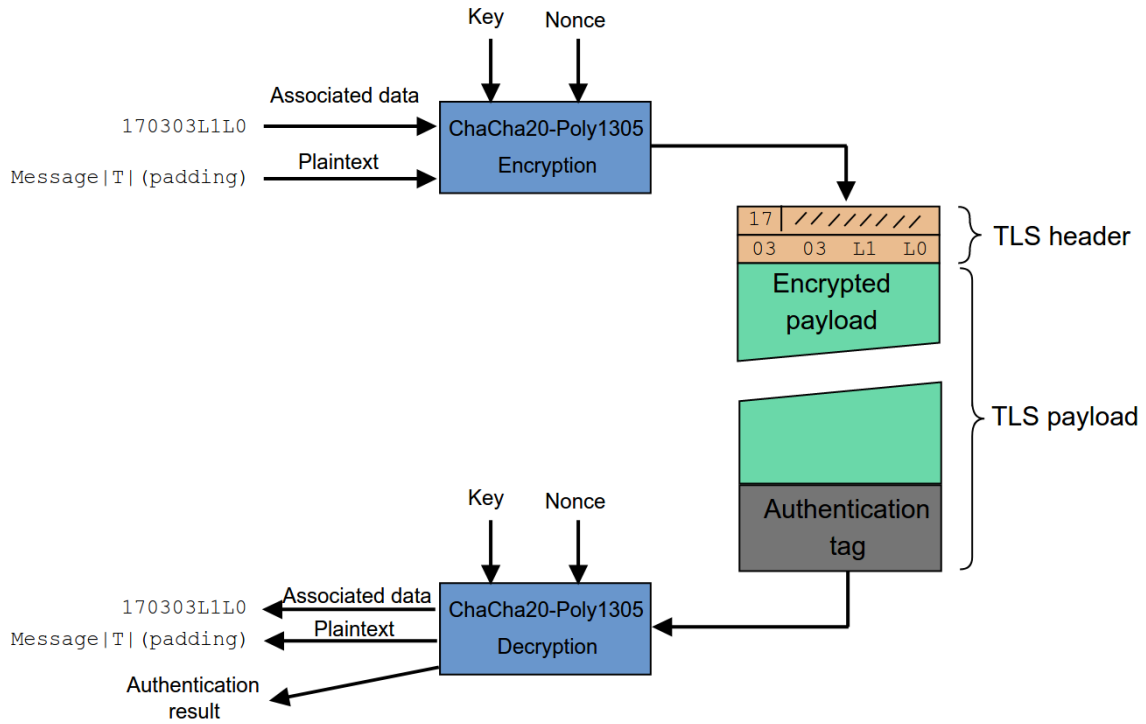 Key
Nonce
Associated data
170303L1L0
ChaCha20-Poly1305
Encryption
Plaintext
Message|T|(padding)
17
03 03 L1 L0
TLS header
Encrypted
payload
TLS payload
Authentication
tag
Key
Nonce
Associated data
170303L1L0
ChaCha20-Poly1305
Decryption
Plaintext
Message|T|(padding)
Authentication
result